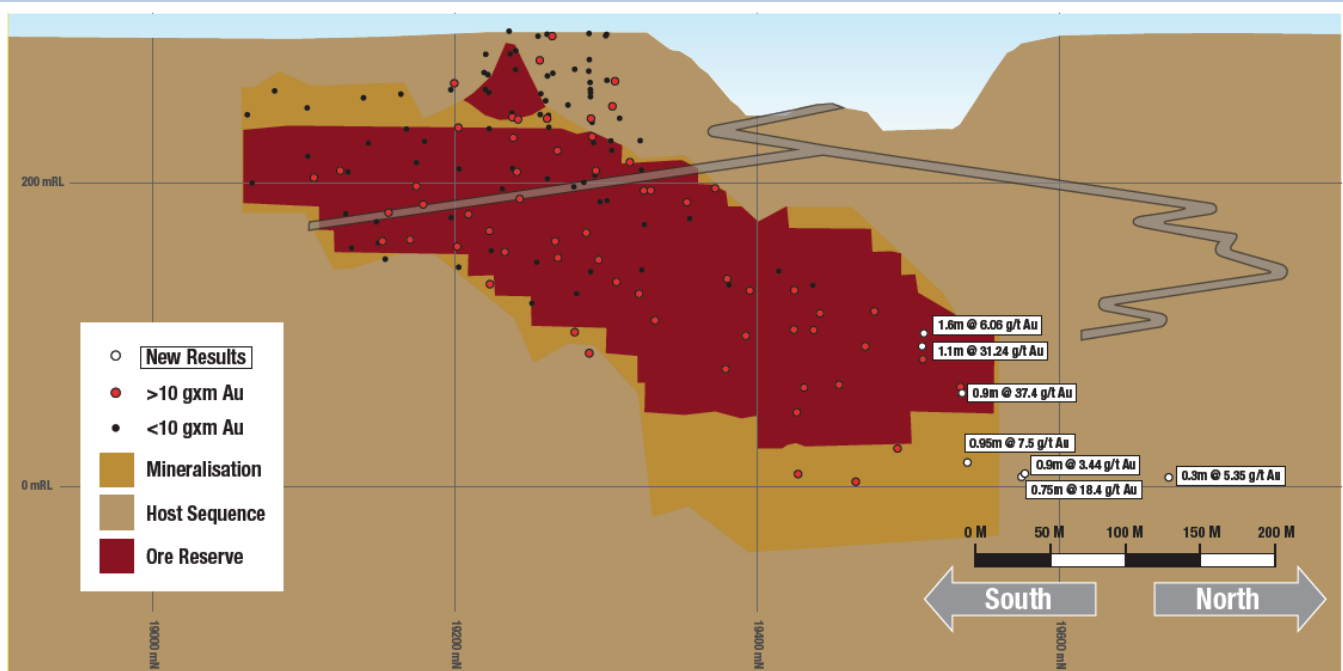 200 mRL
0 mRL
New Results
>10 gxm Au
<10 gxm Au
Mineralisation
Host Sequence
Ore Reserve
1.6m @ 6.06 g/t Au
1.1m @ 31.24 g/t Au
0.9m @ 37.4 g/t Au
0.95m @ 7.5 g/t Au
0.9m @ 3.44 g/t Au
0.75m @ 18.4 g/t Au
0.3m @ 5.35 g/t Au
0 M 50 M 100 M 150 M 200 M
South North
19000 mN
19200 mN
19400 mN
19600 mN